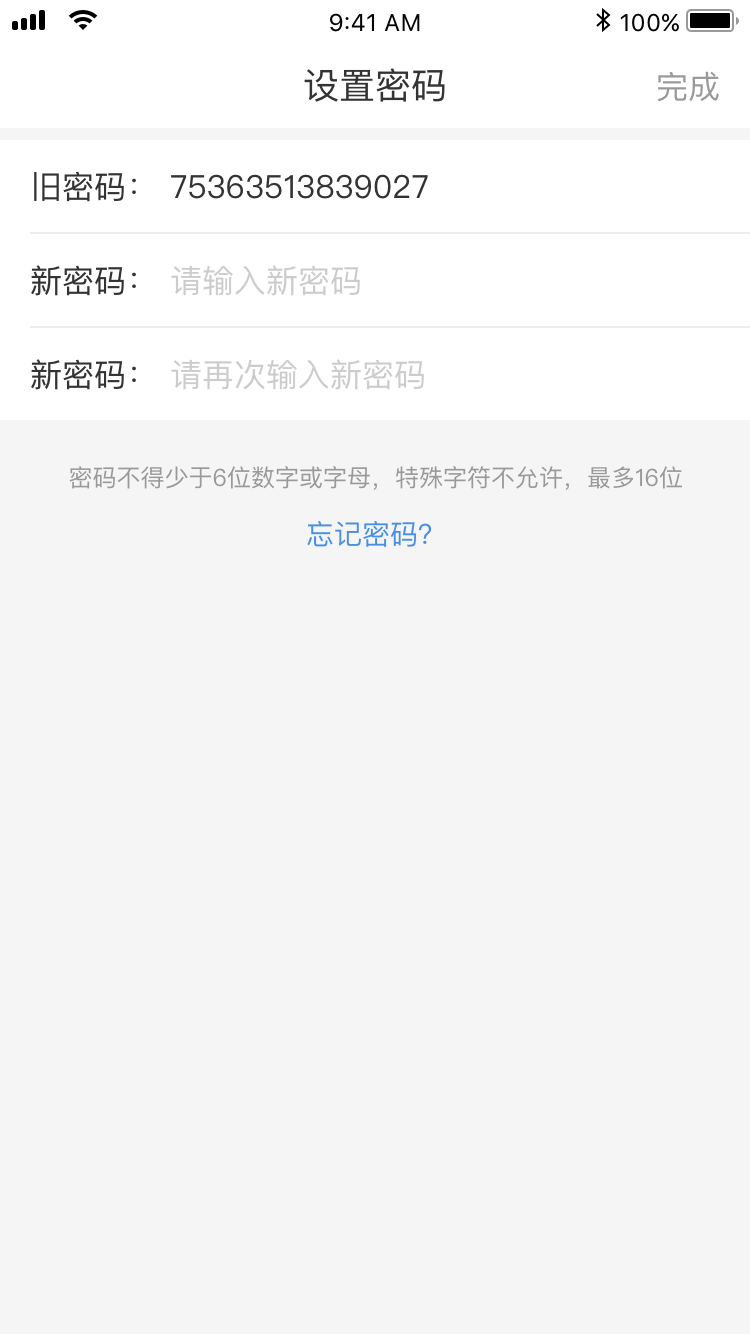 9:41 AM 100%
设置密码 完成
旧密码： 75363513839027
新密码： 请输入新密码
新密码： 请再次输入新密码
密码不得少于6位数字或字母，特殊字符不允许，最多16位
忘记密码?